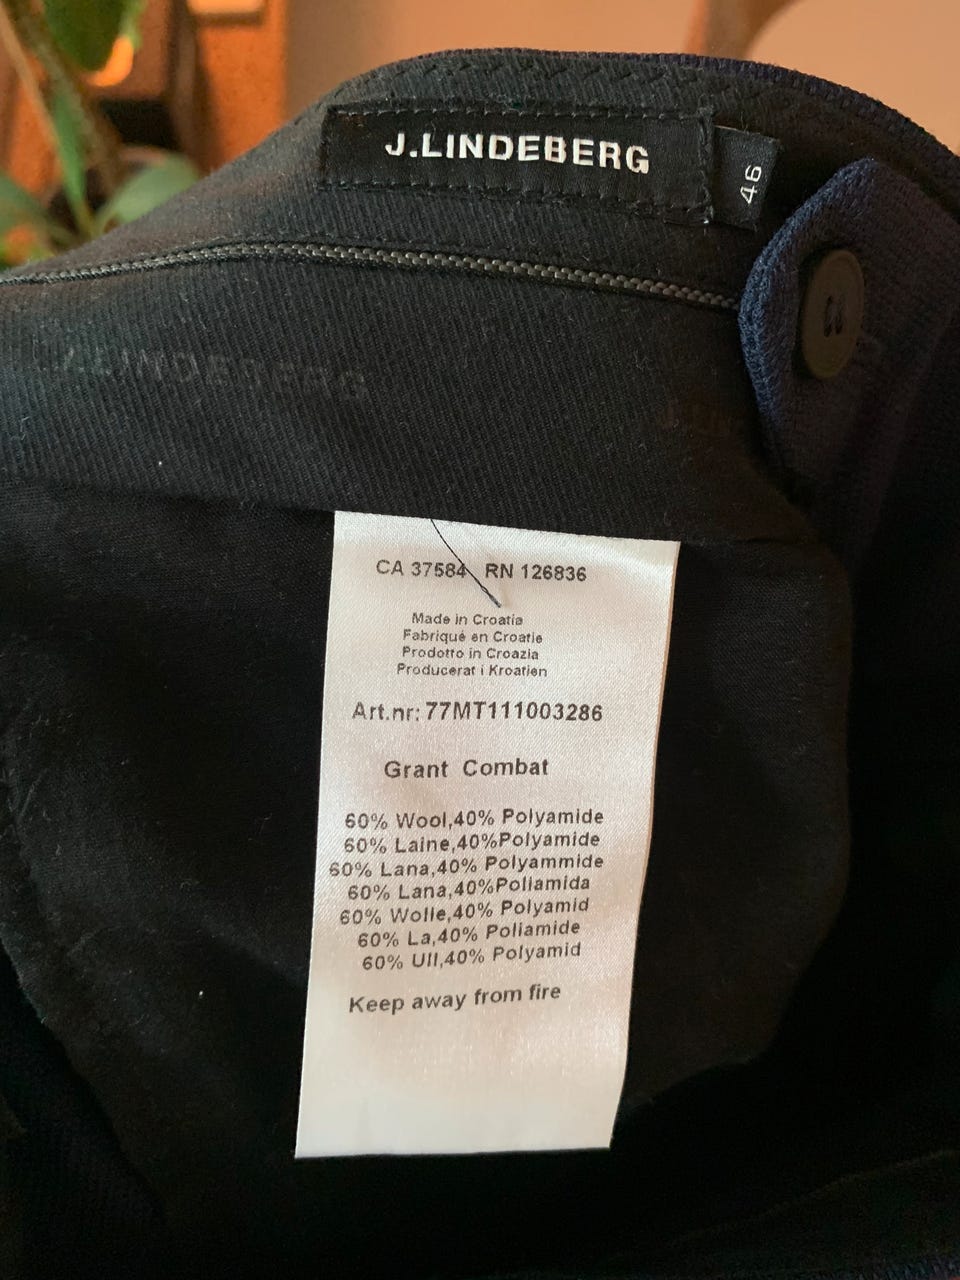 J.LINDEBERG
46
J.LINDEBERG
J.LIN
CA 37584 RN 126836
Made in Croatia
Fabriqué en Croatie
Prodotto in Croazia
Producerat i Kroatien
Art.nr: 77MT111003286
Grant Combat
60% Wool,40% Polyamide
60% Laine,40%Polyamide
60% Lana,40% Polyammide
60% Lana,40%Poliamida
60% Wolle,40% Polyamid
60% La,40% Poliamide
60% Ull,40% Polyamid
Keep away from fire